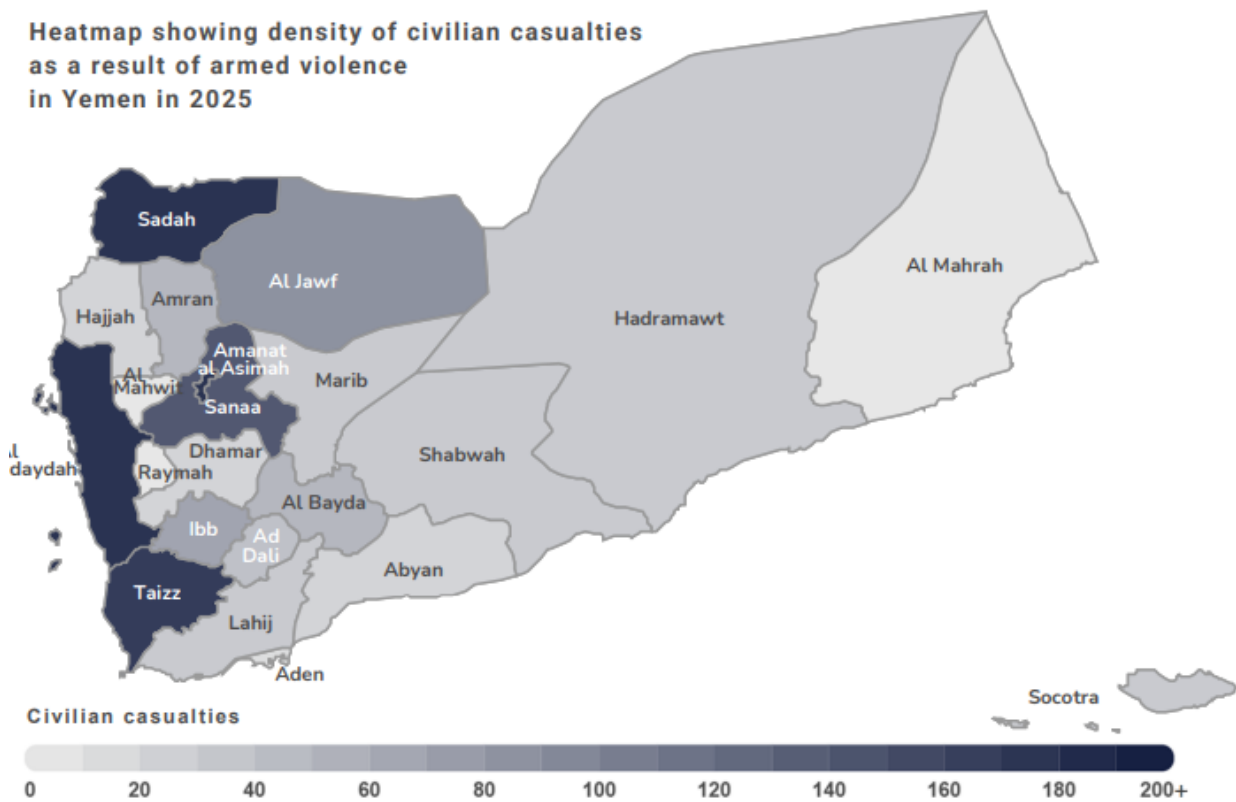 Heatmap showing density of civilian casualties
as a result of armed violence
in Yemen in 2025
Sadah
Al Jawf
Al Mahrah
Amran
Hajjah
Hadramawt
Amanat
al Asimah
Al
Mahwit
Marib
Sanaa
Dhamar
Shabwah
l
daydah
Raymah
Al Bayda
Ibb
Ad
Dali
Abyan
Taizz
Lahij
Aden
Socotra
Civilian casualties
0 20 40 60 80 100 120 140 160 180 200+